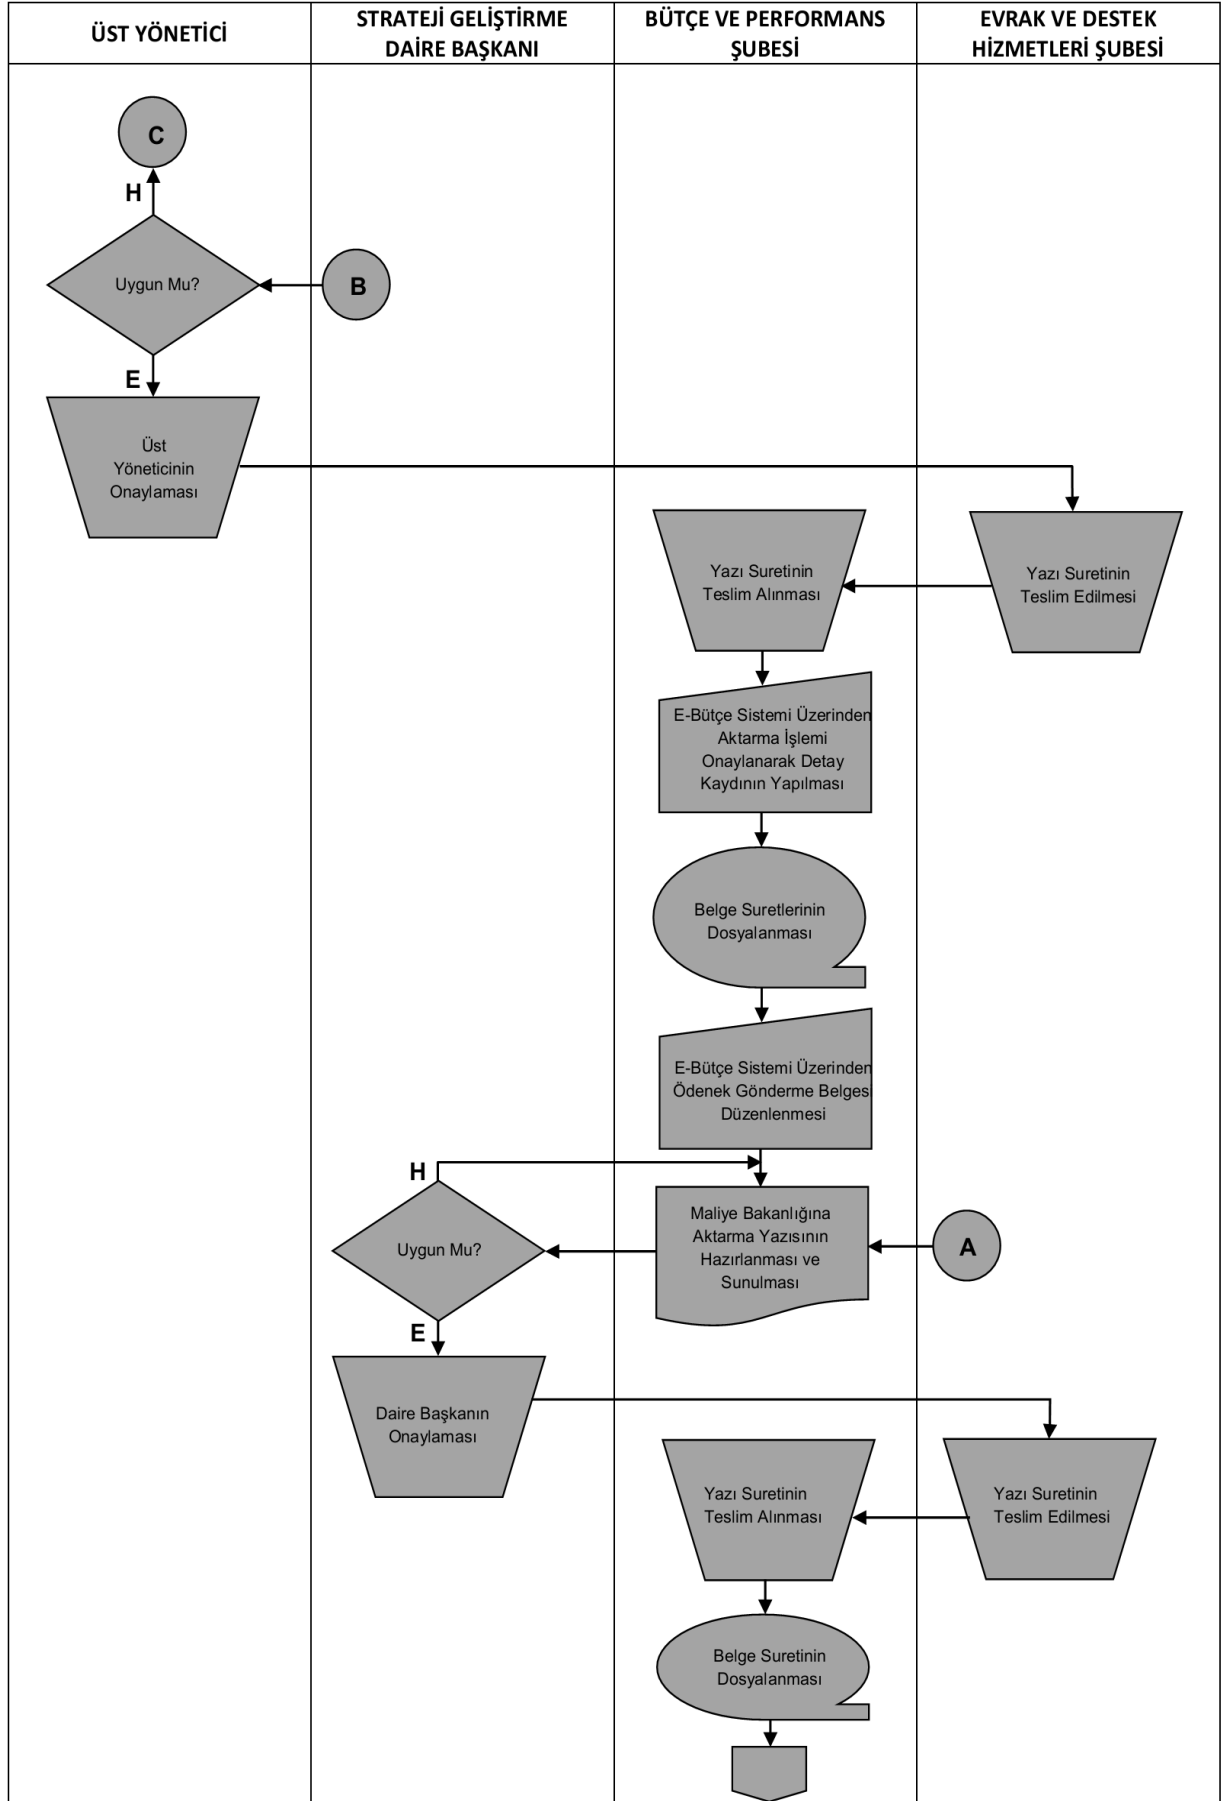 ÜST YÖNETİCİ
STRATEJİ GELİŞTİRME
DAİRE BAŞKANI
BÜTÇE VE PERFORMANS
ŞUBESİ
EVRAK VE DESTEK
HİZMETLERİ ŞUBESİ
C
H
Uygun Mu?
B
E
Üst
Yöneticinin
Onaylaması
Yazı Suretinin
Teslim Alınması
Yazı Suretinin
Teslim Edilmesi
E-Bütçe Sistemi Üzerinden
Aktarma İşlemi
Onaylanarak Detay
Kaydının Yapılması
Belge Suretlerinin
Dosyalanması
E-Bütçe Sistemi Üzerinden
Ödenek Gönderme Belgesi
Düzenlenmesi
H
Uygun Mu?
Maliye Bakanlığına
Aktarma Yazısının
Hazırlanması ve
Sunulması
A
E
Daire Başkanın
Onaylaması
Yazı Suretinin
Teslim Alınması
Yazı Suretinin
Teslim Edilmesi
Belge Suretinin
Dosyalanması